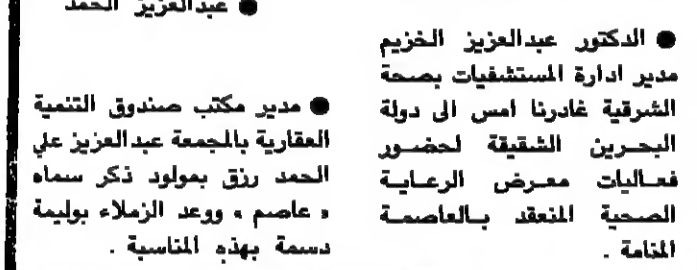 ● الدكتور عبدالعزيز الخزيم
مدير ادارة المستشفيات بصحة
الشرقية غادرنا امس الى دولة
البحرين الشقيقة لحضور
فعاليات معرض الرعاية
الصحية المنعقد بالعاصمة
المنامة .
● عبدالعزيز الحمد
● مدير مكتب صندوق التنمية
العقارية بالمجمعة عبدالعزيز علي
الحمد رزق بمولود ذكر سماه
« عاصم » ووعد الزملاء بوليمة
دسمة بهذه المناسبة .